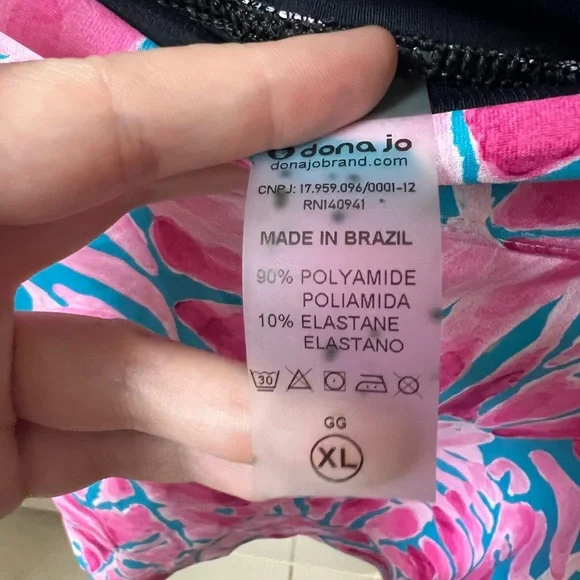 dona jo
donajobrand.com
CNPJ: 17.959.096/0001-12
RN140941
MADE IN BRAZIL
90% POLYAMIDE
POLIAMIDA
10% ELASTANE
ELASTANO
30
GG
XL